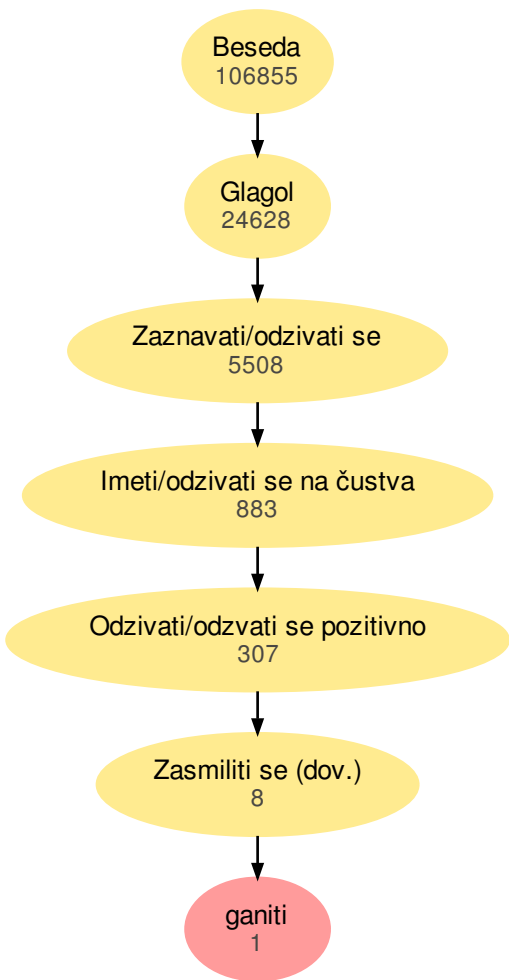 Beseda
106855
Glagol
24628
Zaznavati/odzivati se
5508
Imeti/odzivati se na čustva
883
Odzivati/odzvati se pozitivno
307
Zasmiliti se (dov.)
8
ganiti
1